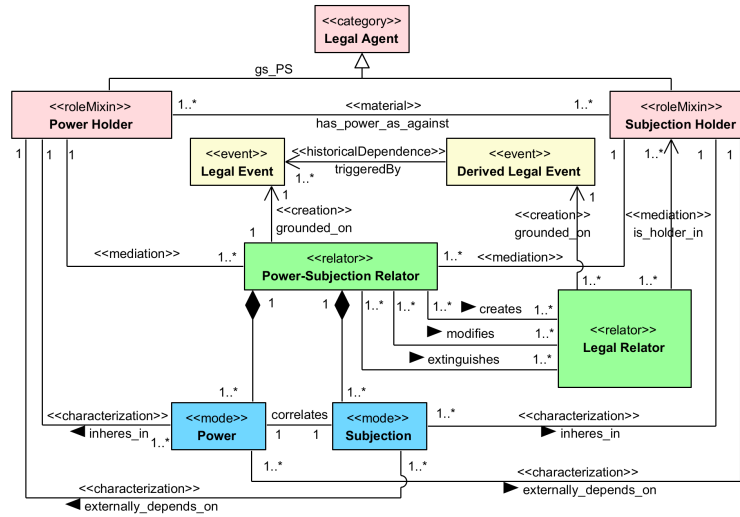 <<category>>
Legal Agent
gs_PS
<<roleMixin>>
Power Holder
1..*
<<material>>
has_power_as_against
1..*
<<roleMixin>>
Subjection Holder
1
1
1
<<event>>
Legal Event
1..*
<<historicalDependence>>
triggeredBy
<<event>>
Derived Legal Event
1
1..*
1
1
1
1
<<creation>>
grounded_on
1
<<creation>>
grounded_on
<<mediation>>
is_holder_in
<<mediation>>
1..*
<<relator>>
Power-Subjection Relator
1..*
<<mediation>>
1..*
1..*
1
1
1..*
1..*
1..*
creates
1..*
modifies
1..*
extinguishes
1..*
<<relator>>
Legal Relator
1..*
1..*
<<characterization>>
inheres_in
1..*
<<mode>>
Power
correlates
1
1
<<mode>>
Subjection
1..*
<<characterization>>
inheres_in
1..*
1..*
<<characterization>>
externally_depends_on
<<characterization>>
externally_depends_on